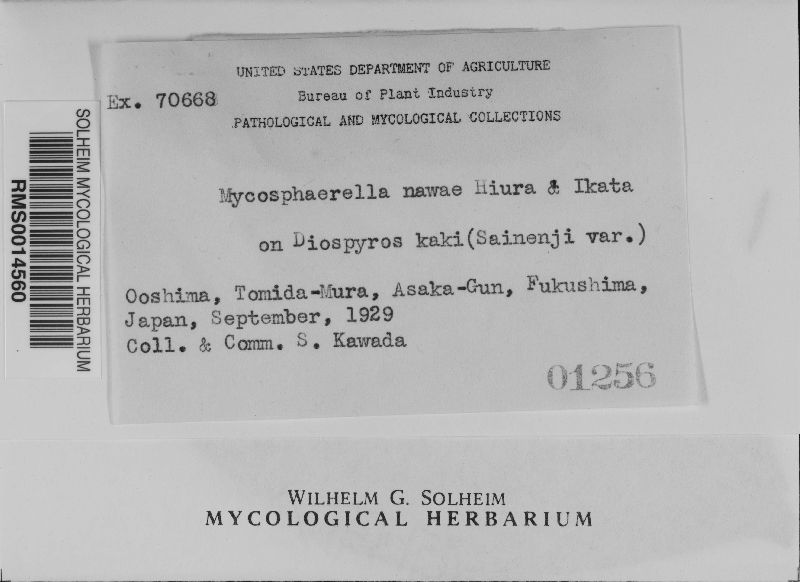 UNITED STATES DEPARTMENT OF AGRICULTURE
Ex. 70668
Bureau of Plant Industry
PATHOLOGICAL AND MYCOLOGICAL COLLECTIONS
Mycosphaerella nawae Hiura & Ikata
on Diospyros kaki(Sainenji var.)
Ooshima, Tomida-Mura, Asaka-Gun, Fukushima,
Japan, September, 1929
Coll. & Comm. S. Kawada
01256
SOLHEIM MYCOLOGICAL HERBARIUM
RMS0014560
WILHELM G. SOLHEIM
MYCOLOGICAL HERBARIUM